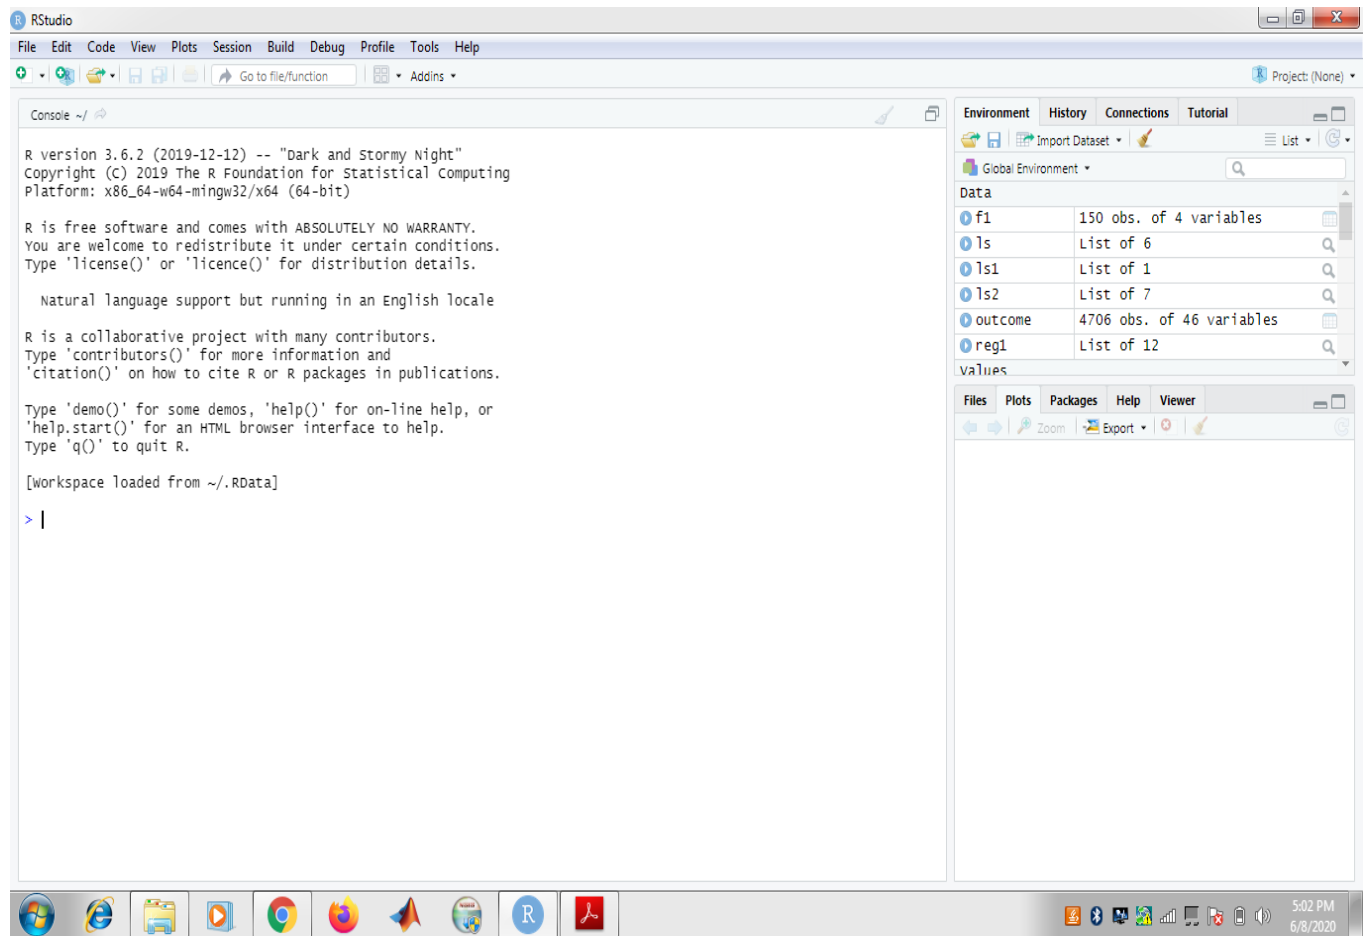 RStudio
File Edit Code View Plots Session Build Debug Profile Tools Help
Go to file/function Addins Project: (None)
Console ~/
R version 3.6.2 (2019-12-12) -- "Dark and Stormy Night"
Copyright (C) 2019 The R Foundation for Statistical Computing
Platform: x86_64-w64-mingw32/x64 (64-bit)
R is free software and comes with ABSOLUTELY NO WARRANTY.
You are welcome to redistribute it under certain conditions.
Type 'license()' or 'licence()' for distribution details.
Natural language support but running in an English locale
R is a collaborative project with many contributors.
Type 'contributors()' for more information and
'citation()' on how to cite R or R packages in publications.
Type 'demo()' for some demos, 'help()' for on-line help, or
'help.start()' for an HTML browser interface to help.
Type 'q()' to quit R.
[Workspace loaded from ~/.RData]
>
Environment History Connections Tutorial
Import Dataset List
Global Environment
Data
f1 150 obs. of 4 variables
ls List of 6
ls1 List of 1
ls2 List of 7
outcome 4706 obs. of 46 variables
reg1 List of 12
Values
Files Plots Packages Help Viewer
Zoom Export
5:02 PM
6/8/2020